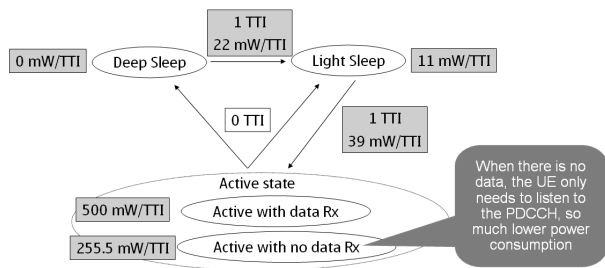 1 TTI
22 mW/TTI
0 mW/TTI
Deep Sleep
Light Sleep
11 mW/TTI
0 TTI
1 TTI
39 mW/TTI
Active state
500 mW/TTI
Active with data Rx
255.5 mW/TTI
Active with no data Rx
When there is no
data, the UE only
needs to listen to
the PDCCH, so
much lower power
consumption